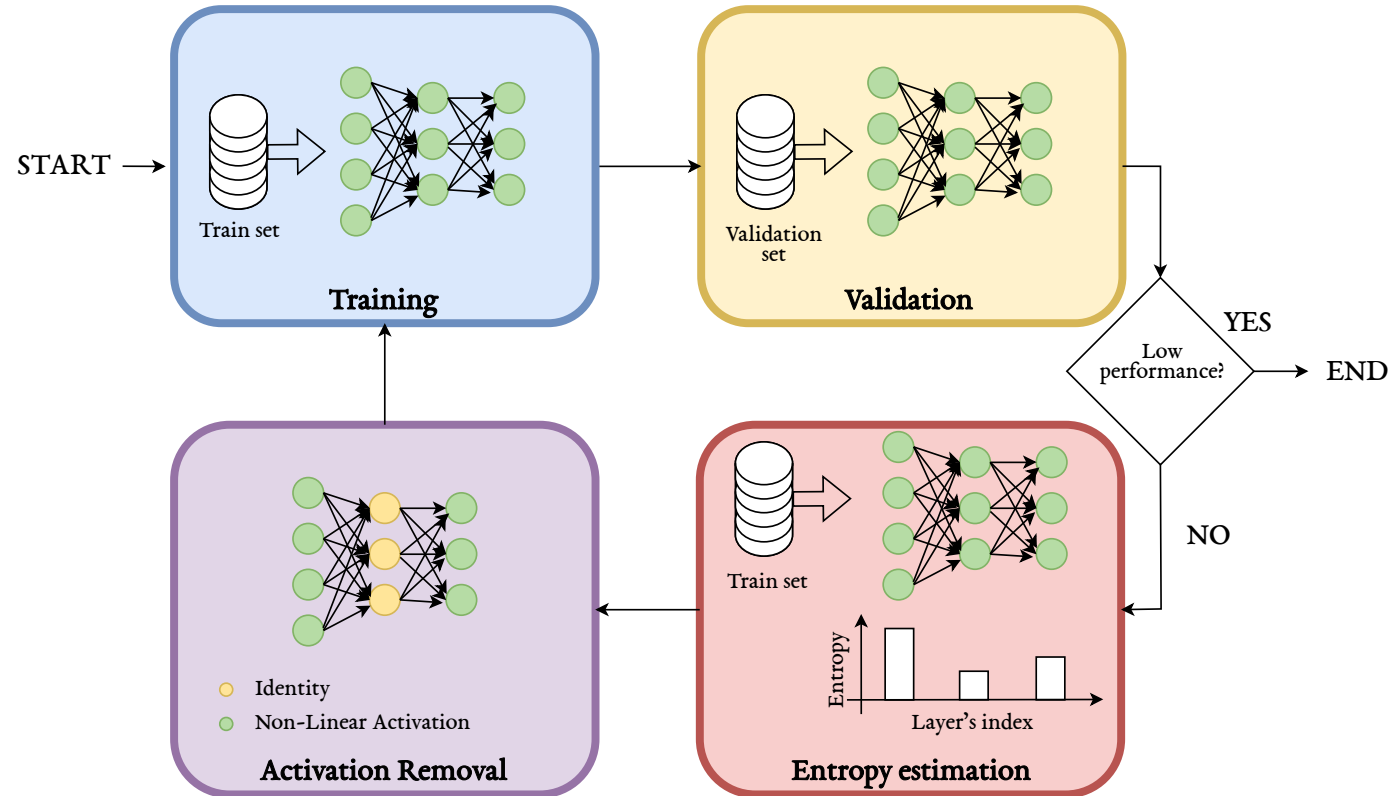 START
Train set
Training
Validation
set
Validation
Low
performance?
YES
END
NO
Train set
Entropy
Layer's index
Entropy estimation
Identity
Non-Linear Activation
Activation Removal